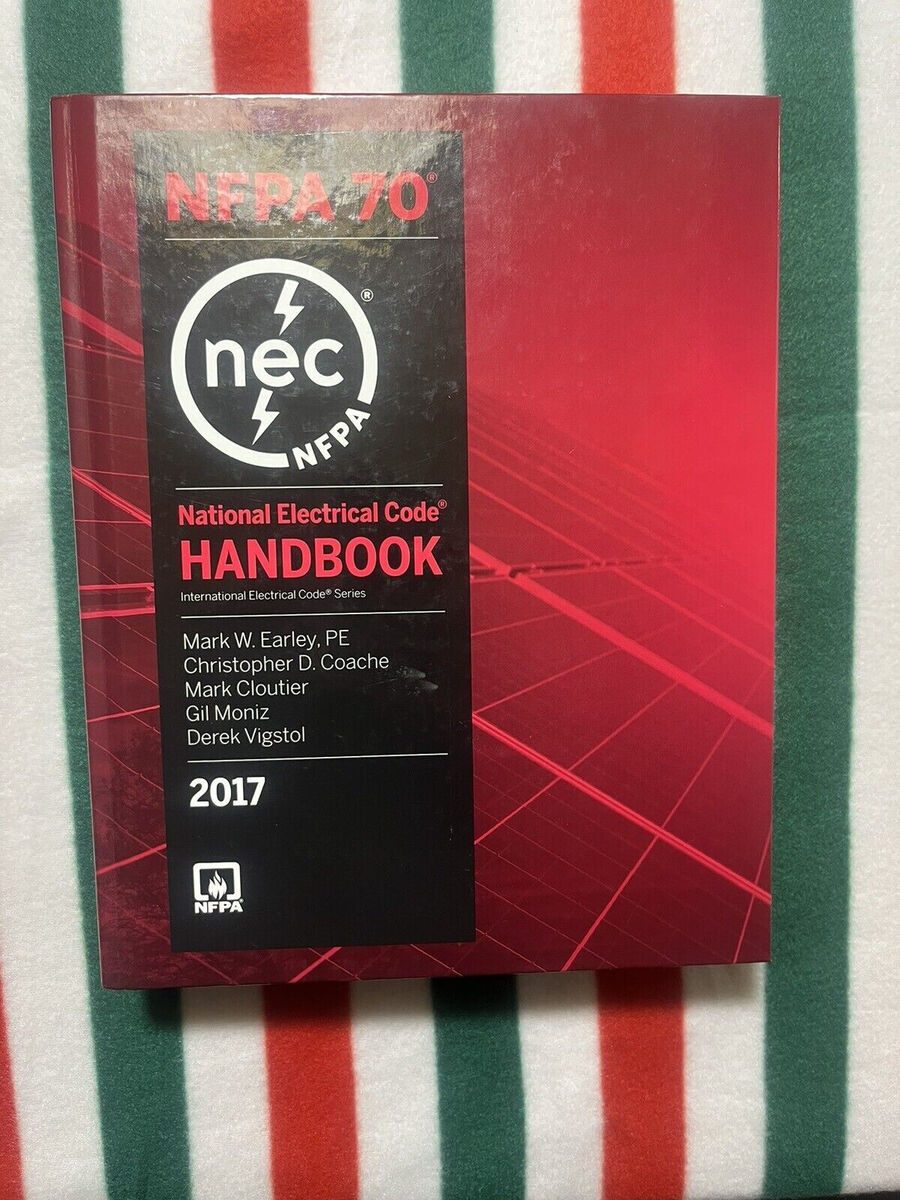 NFPA 70®
®
nec
NFPA
National Electrical Code®
HANDBOOK
International Electrical Code® Series
Mark W. Earley, PE
Christopher D. Coache
Mark Cloutier
Gil Moniz
Derek Vigstol
2017
NFPA®